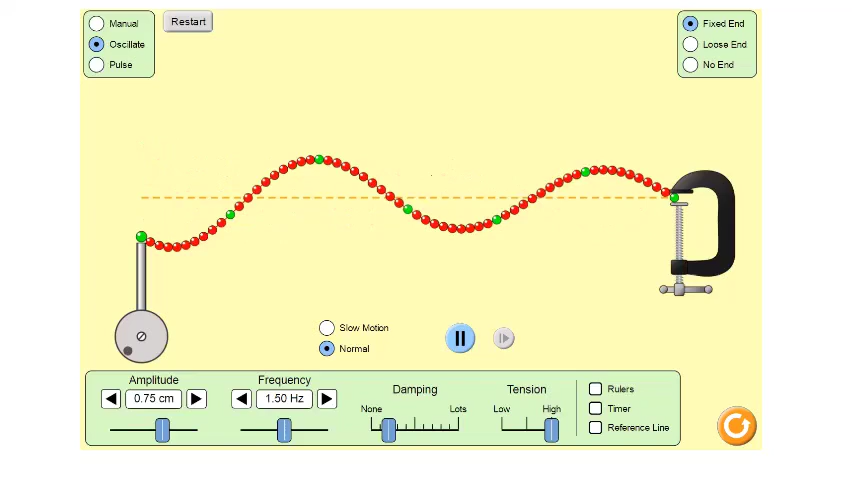 Manual
Oscillate
Pulse
Restart
Fixed End
Loose End
No End
Slow Motion
Normal
Amplitude
0.75 cm
Frequency
1.50 Hz
Damping
None Lots
Tension
Low High
Rulers
Timer
Reference Line